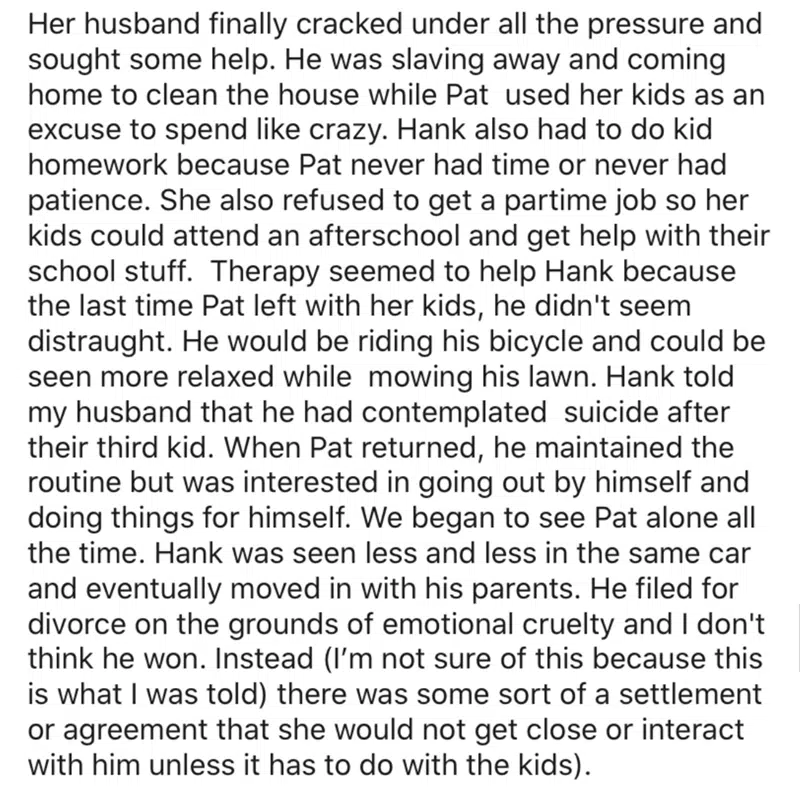 Her husband finally cracked under all the pressure and
sought some help. He was slaving away and coming
home to clean the house while Pat  used her kids as an
excuse to spend like crazy. Hank also had to do kid
homework because Pat never had time or never had
patience. She also refused to get a partime job so her
kids could attend an afterschool and get help with their
school stuff.  Therapy seemed to help Hank because
the last time Pat left with her kids, he didn't seem
distraught. He would be riding his bicycle and could be
seen more relaxed while  mowing his lawn. Hank told
my husband that he had contemplated  suicide after
their third kid. When Pat returned, he maintained the
routine but was interested in going out by himself and
doing things for himself. We began to see Pat alone all
the time. Hank was seen less and less in the same car
and eventually moved in with his parents. He filed for
divorce on the grounds of emotional cruelty and I don't
think he won. Instead (I’m not sure of this because this
is what I was told) there was some sort of a settlement
or agreement that she would not get close or interact
with him unless it has to do with the kids).